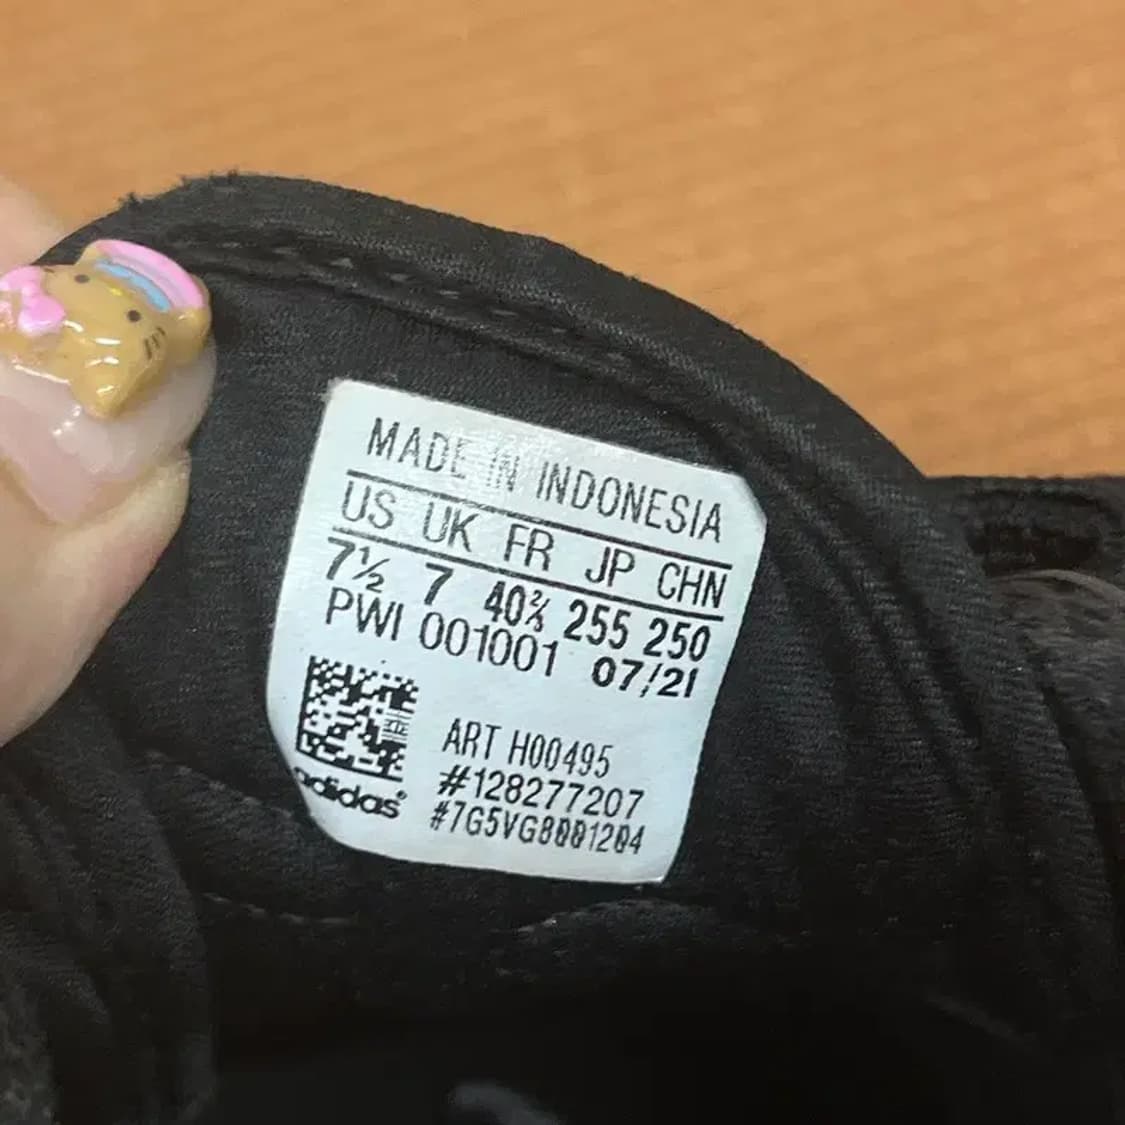 MADE IN INDONESIA
US UK FR JP CHN
7½ 7 40⅔ 255 250
PWI 001001 07/21
ART H00495
#128277207
#7G5VG8001204
adidas®